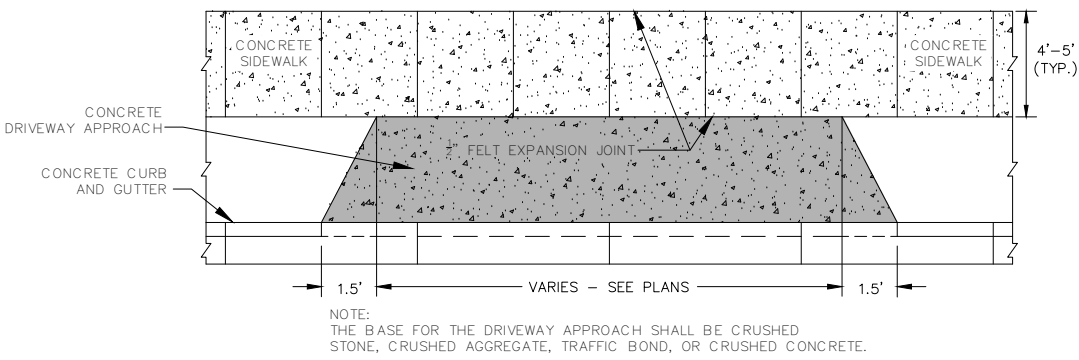 CONCRETE
SIDEWALK
CONCRETE
SIDEWALK
4'-5'
(TYP.)
CONCRETE
DRIVEWAY APPROACH
½" FELT EXPANSION JOINT
CONCRETE CURB
AND GUTTER
1.5'
VARIES - SEE PLANS
1.5'
NOTE:
THE BASE FOR THE DRIVEWAY APPROACH SHALL BE CRUSHED
STONE, CRUSHED AGGREGATE, TRAFFIC BOND, OR CRUSHED CONCRETE.